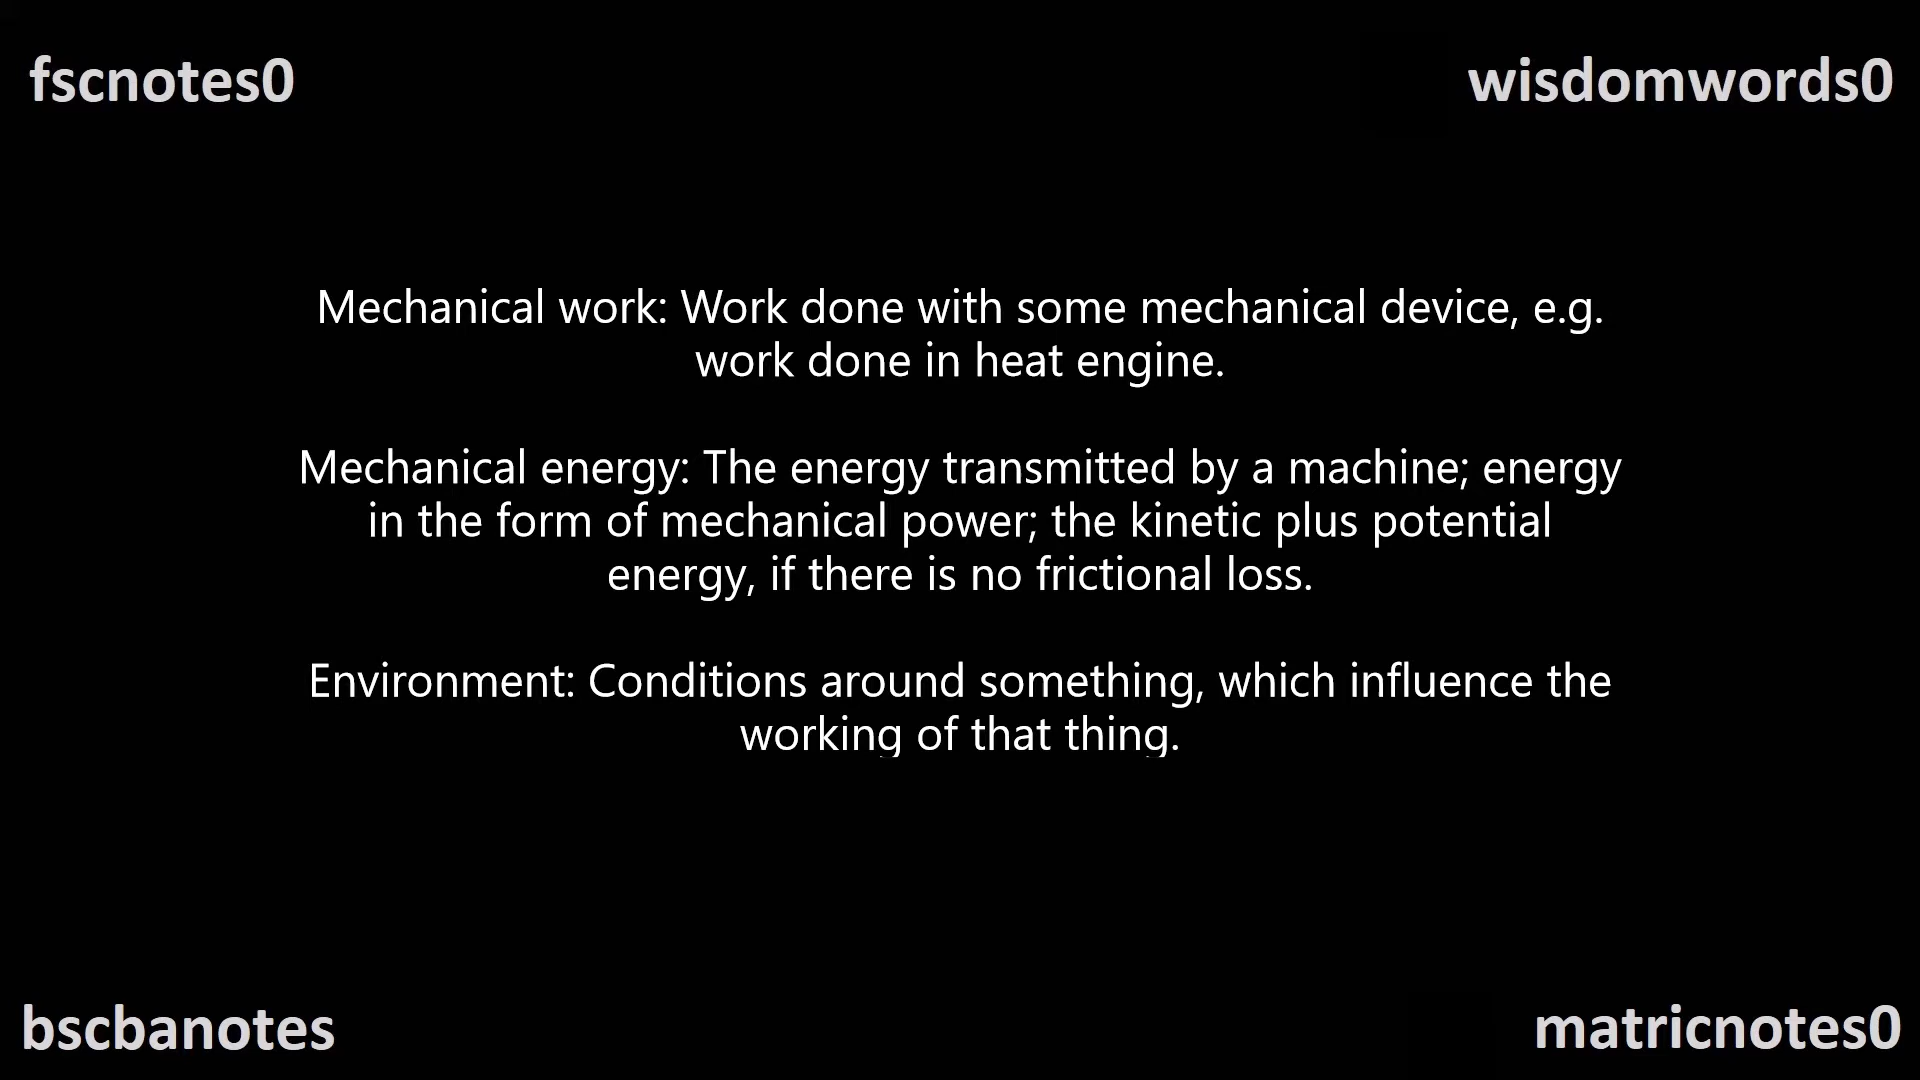 fscnotes0
wisdomwords0
Mechanical work: Work done with some mechanical device, e.g.
work done in heat engine.
Mechanical energy: The energy transmitted by a machine; energy
in the form of mechanical power; the kinetic plus potential
energy, if there is no frictional loss.
Environment: Conditions around something, which influence the
working of that thing.
bscbanotes
matricnotes0